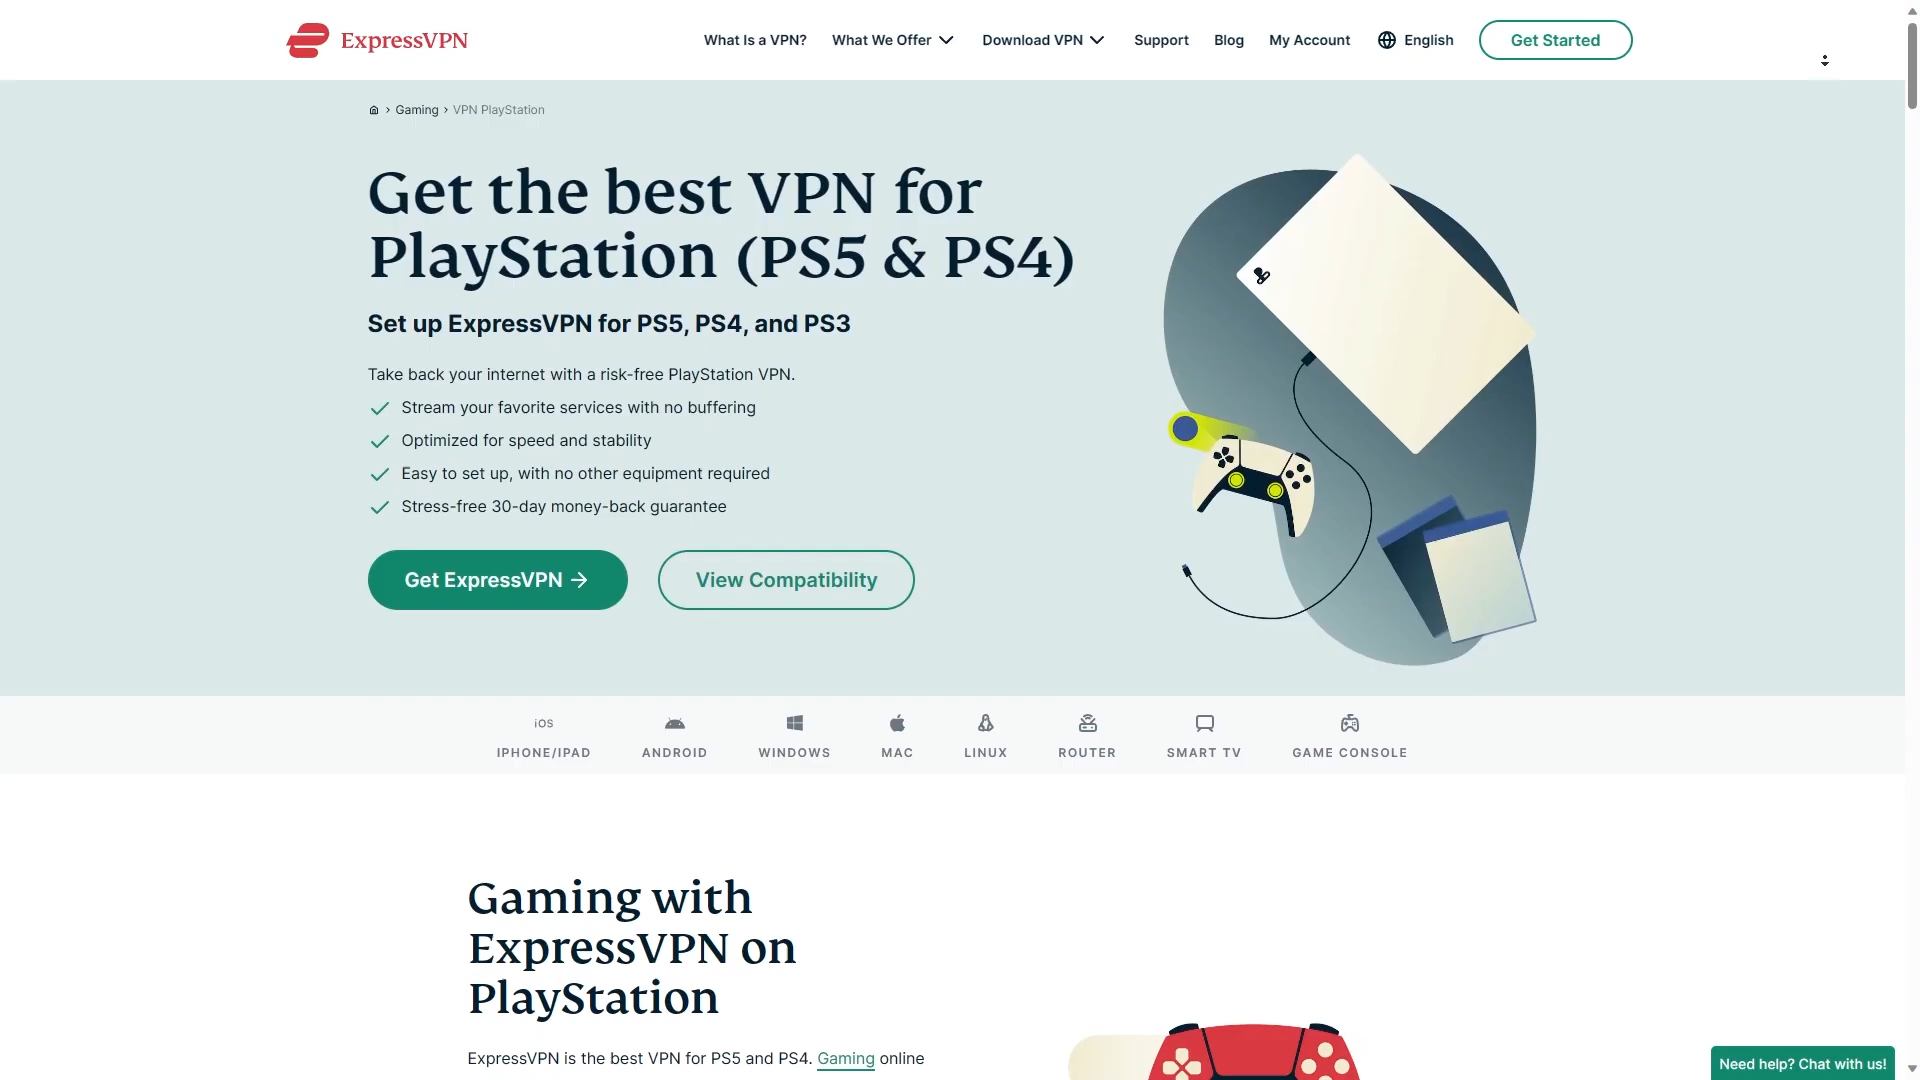 ExpressVPN
What Is a VPN?
What We Offer
Download VPN
Support
Blog
My Account
English
Get Started
Gaming › VPN PlayStation
Get the best VPN for
PlayStation (PS5 & PS4)
Set up ExpressVPN for PS5, PS4, and PS3
Take back your internet with a risk-free PlayStation VPN.
Stream your favorite services with no buffering
Optimized for speed and stability
Easy to set up, with no other equipment required
Stress-free 30-day money-back guarantee
Get ExpressVPN →
View Compatibility
iOS
IPHONE/IPAD
ANDROID
WINDOWS
MAC
LINUX
ROUTER
SMART TV
GAME CONSOLE
Gaming with
ExpressVPN on
PlayStation
ExpressVPN is the best VPN for PS5 and PS4. Gaming online
Need help? Chat with us!